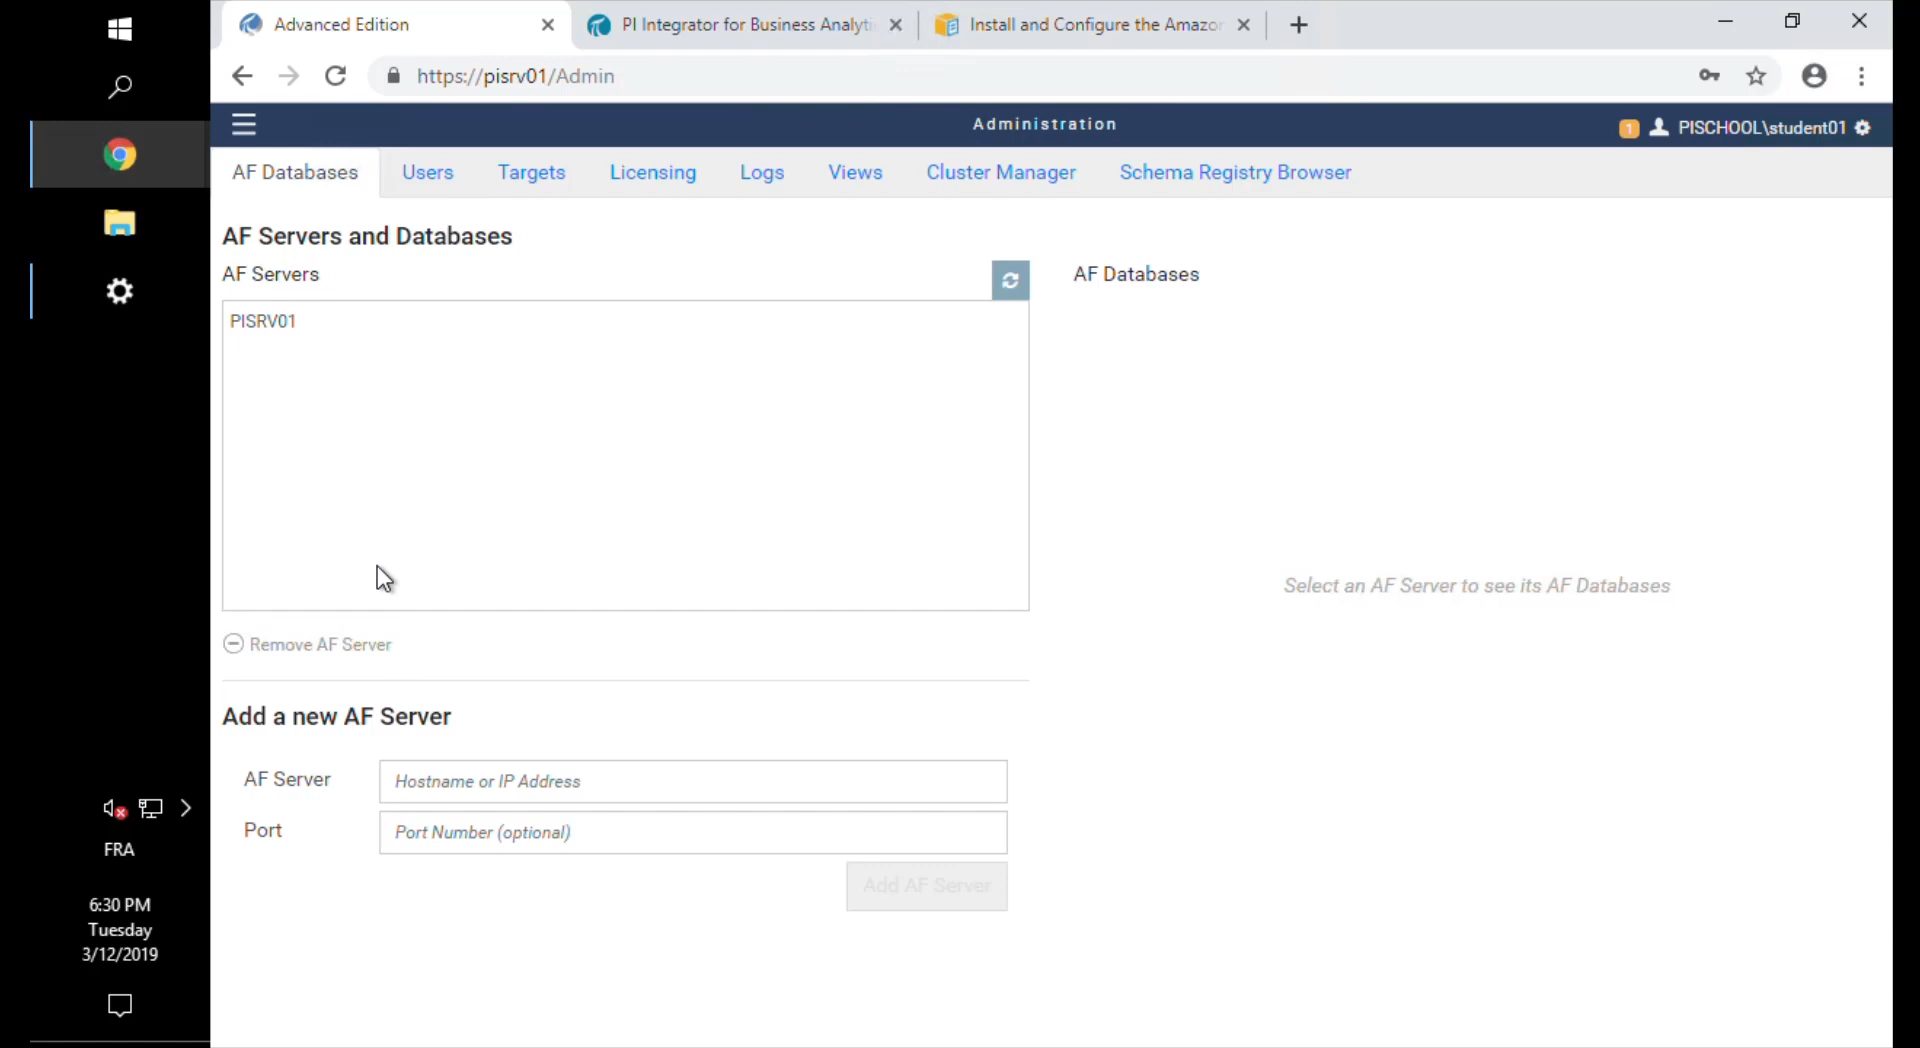 Advanced Edition
PI Integrator for Business Analyti
Install and Configure the Amazon
https://pisrv01/Admin
Administration
1 PISCHOOL\student01
AF Databases Users Targets Licensing Logs Views Cluster Manager Schema Registry Browser
AF Servers and Databases
AF Servers
AF Databases
PISRV01
Select an AF Server to see its AF Databases
Remove AF Server
Add a new AF Server
AF Server
Hostname or IP Address
Port
Port Number (optional)
Add AF Server
FRA
6:30 PM
Tuesday
3/12/2019